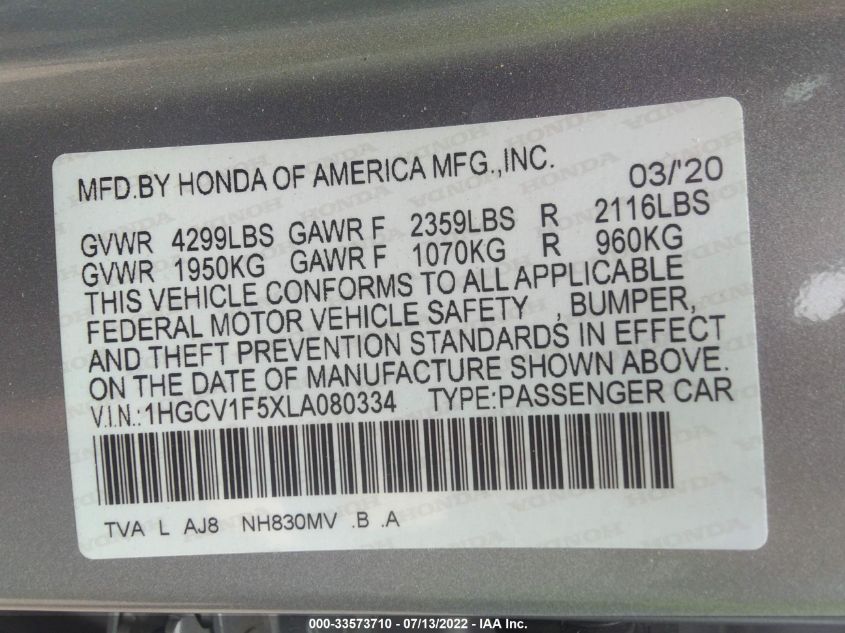 MFD.BY HONDA OF AMERICA MFG.,INC. 03/'20
GVWR 4299LBS GAWR F 2359LBS R 2116LBS
GVWR 1950KG GAWR F 1070KG R 960KG
THIS VEHICLE CONFORMS TO ALL APPLICABLE
FEDERAL MOTOR VEHICLE SAFETY , BUMPER,
AND THEFT PREVENTION STANDARDS IN EFFECT
ON THE DATE OF MANUFACTURE SHOWN ABOVE.
V.I.N.:1HGCV1F5XLA080334 TYPE:PASSENGER CAR
TVA L AJ8 NH830MV .B .A
000-33573710 - 07/13/2022 - IAA Inc.